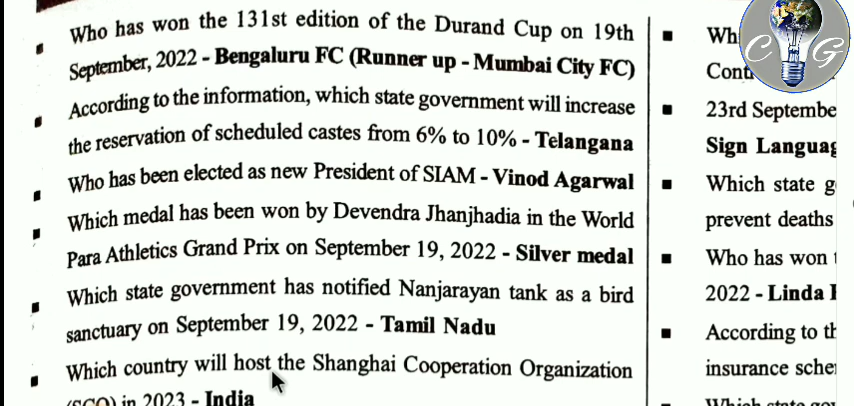 Who has won the 131st edition of the Durand Cup on 19th
September, 2022 - Bengaluru FC (Runner up - Mumbai City FC)
According to the information, which state government will increase
the reservation of scheduled castes from 6% to 10% - Telangana
Who has been elected as new President of SIAM - Vinod Agarwal
Which medal has been won by Devendra Jhanjhadia in the World
Para Athletics Grand Prix on September 19, 2022 - Silver medal
Which state government has notified Nanjarayan tank as a bird
sanctuary on September 19, 2022 - Tamil Nadu
Which country will host the Shanghai Cooperation Organization
(SCO) in 2023 - India
C G
23rd
Sign
Which state
prevent deaths
Who has won
2022 - Linda
According to
insurance
Which state